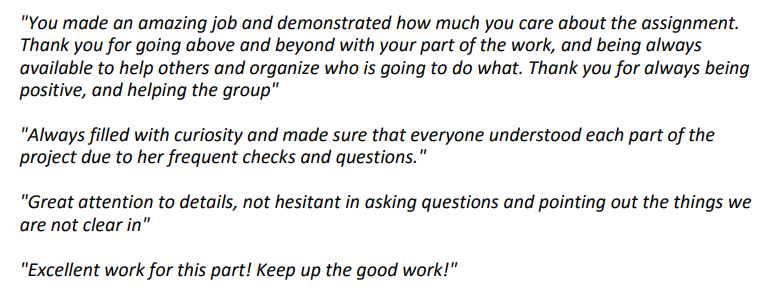 "You made an amazing job and demonstrated how much you care about the assignment.
Thank you for going above and beyond with your part of the work, and being always
available to help others and organize who is going to do what. Thank you for always being
positive, and helping the group"
"Always filled with curiosity and made sure that everyone understood each part of the
project due to her frequent checks and questions."
"Great attention to details, not hesitant in asking questions and pointing out the things we
are not clear in"
"Excellent work for this part! Keep up the good work!"